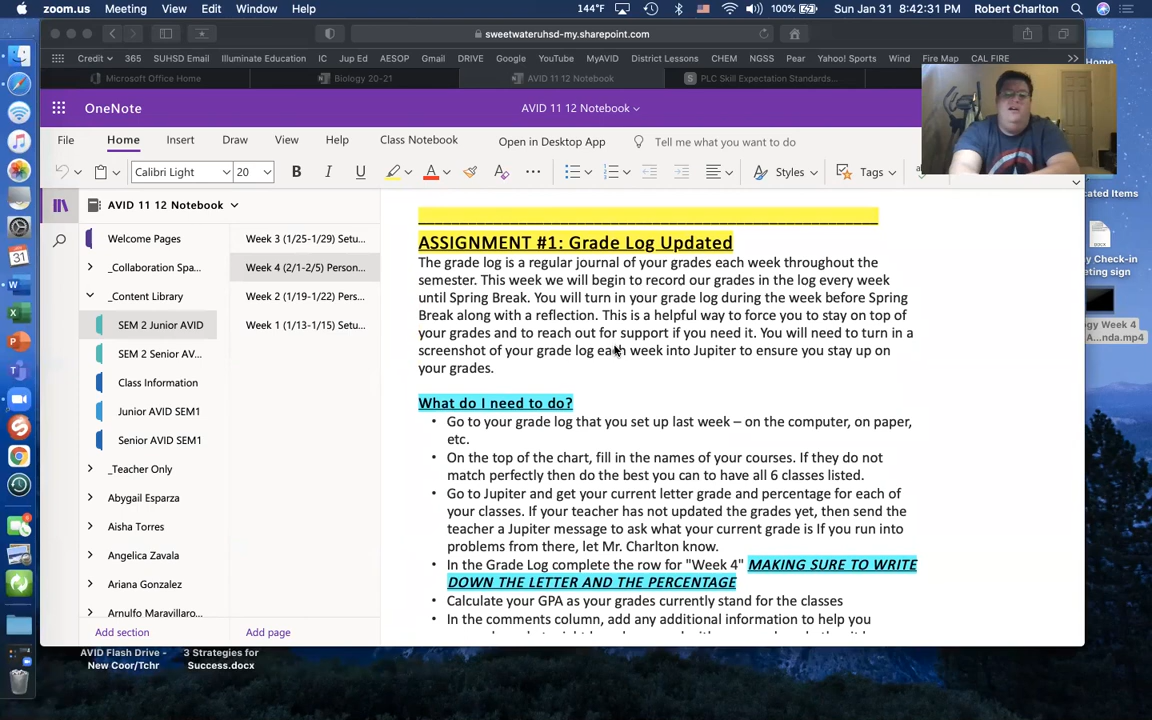 zoom.us Meeting View Edit Window Help 144°F 100% Sun Jan 31 8:42:31 PM Robert Charlton
sweetwateruhsd-my.sharepoint.com
Credit 365 SUHSD Email Illuminate Education IC Jup Ed AESOP Gmail DRIVE Google YouTube MyAVID District Lessons CHEM NGSS Pear Yahoo! Sports Wind Fire Map CAL FIRE
Microsoft Office Home Biology 20-21 AVID 11 12 Notebook PLC Skill Expectation Standards...
Home
OneNote AVID 11 12 Notebook
File Home Insert Draw View Help Class Notebook Open in Desktop App Tell me what you want to do
Calibri Light 20 B I U A Styles Tags
cated Items
AVID 11 12 Notebook
Welcome Pages
_Collaboration Spa...
_Content Library
SEM 2 Junior AVID
SEM 2 Senior AV...
Class Information
Junior AVID SEM1
Senior AVID SEM1
_Teacher Only
Abygail Esparza
Aisha Torres
Angelica Zavala
Ariana Gonzalez
Arnulfo Maravillaro...
Add section
Week 3 (1/25-1/29) Setu...
Week 4 (2/1-2/5) Person...
Week 2 (1/19-1/22) Pers...
Week 1 (1/13-1/15) Setu...
Add page
ASSIGNMENT #1: Grade Log Updated
The grade log is a regular journal of your grades each week throughout the
semester. This week we will begin to record our grades in the log every week
until Spring Break. You will turn in your grade log during the week before Spring
Break along with a reflection. This is a helpful way to force you to stay on top of
your grades and to reach out for support if you need it. You will need to turn in a
screenshot of your grade log each week into Jupiter to ensure you stay up on
your grades.
What do I need to do?
• Go to your grade log that you set up last week – on the computer, on paper,
etc.
• On the top of the chart, fill in the names of your courses. If they do not
match perfectly then do the best you can to have all 6 classes listed.
• Go to Jupiter and get your current letter grade and percentage for each of
your classes. If your teacher has not updated the grades yet, then send the
teacher a Jupiter message to ask what your current grade is If you run into
problems from there, let Mr. Charlton know.
• In the Grade Log complete the row for "Week 4" MAKING SURE TO WRITE
DOWN THE LETTER AND THE PERCENTAGE
• Calculate your GPA as your grades currently stand for the classes
• In the comments column, add any additional information to help you
DOCX
y Check-in
eting sign
gy Week 4
A...nda.mp4
AVID Flash Drive -
New Coor/Tchr
3 Strategies for
Success.docx